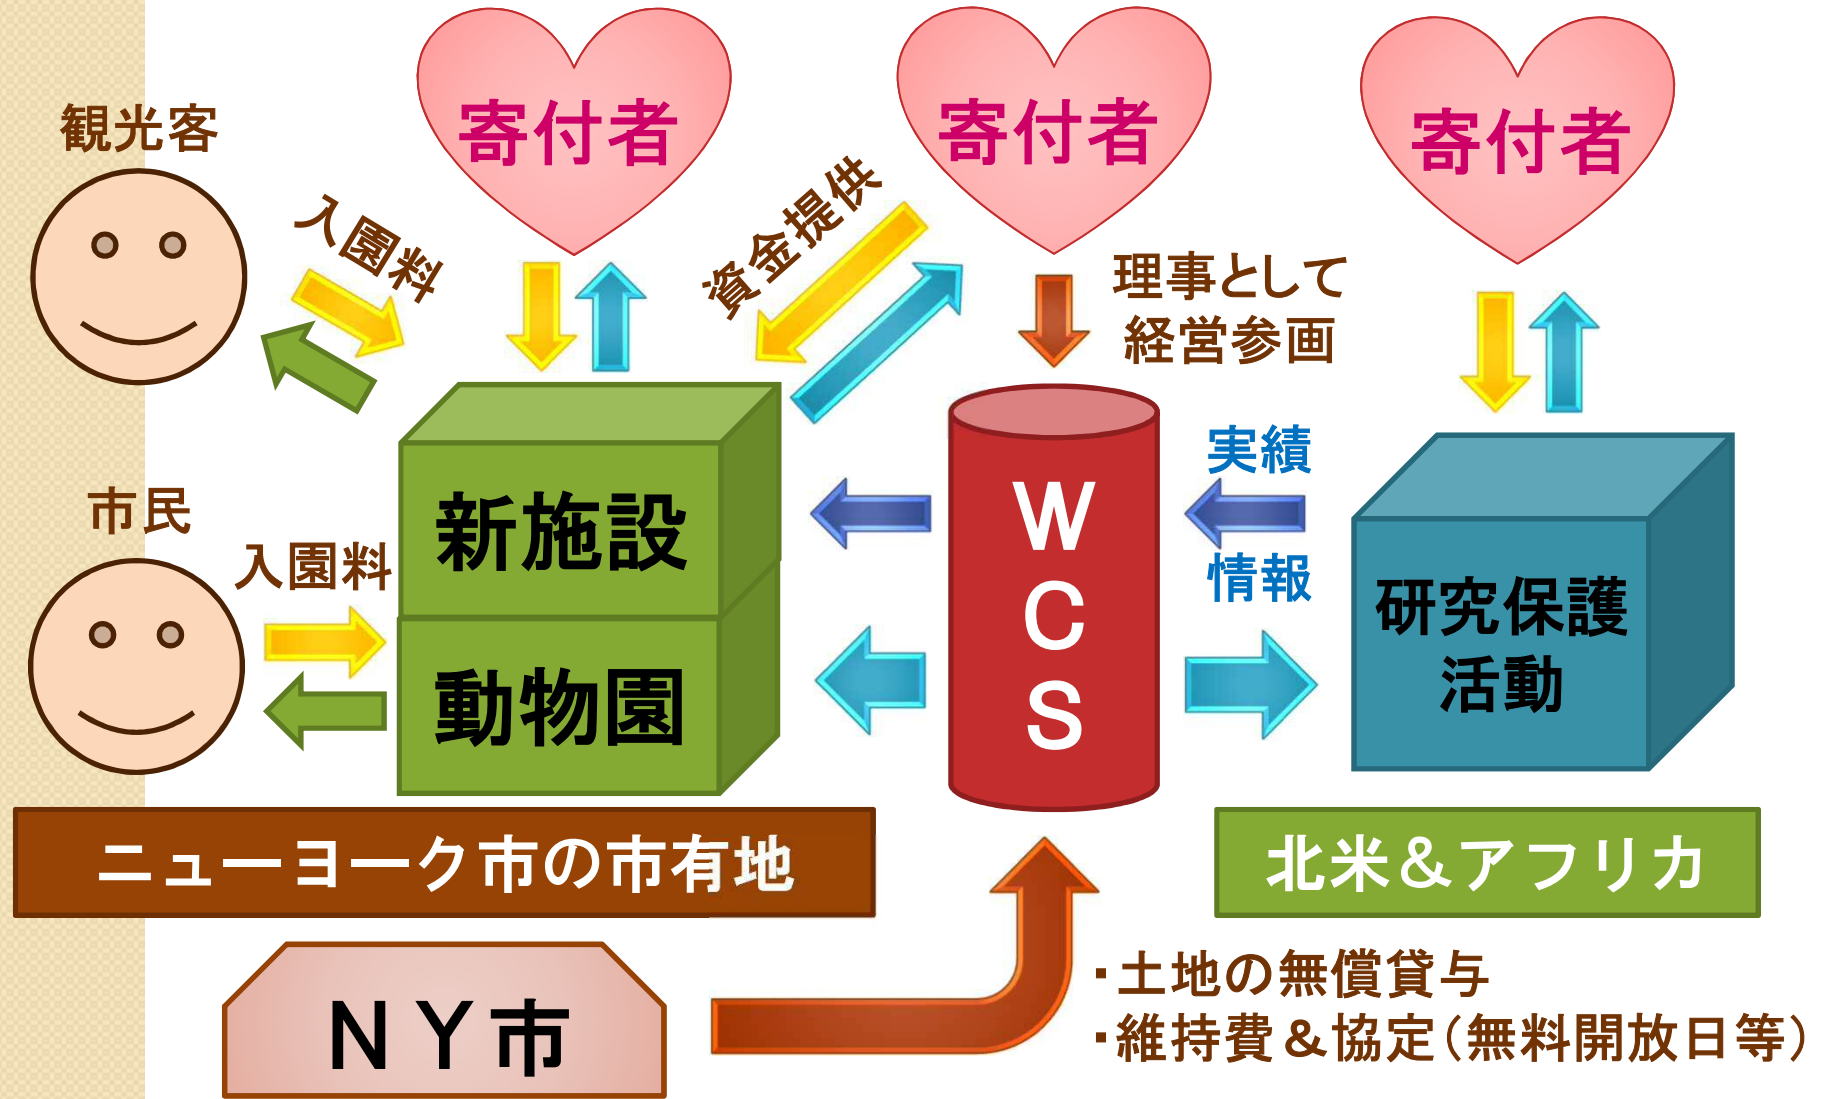 寄付者
寄付者
寄付者
観光客
入園料
資金提供
理事として
経営参画
実績
情報
市民
入園料
新施設
動物園
W
C
S
研究保護
活動
ニューヨーク市の市有地
北米&アフリカ
NY市
・土地の無償貸与
・維持費&協定(無料開放日等)